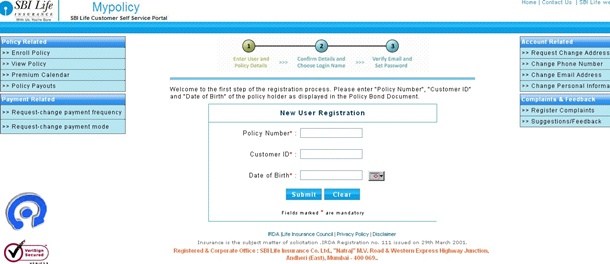 SBI Life
INSURANCE
With Us, You're Sure
Mypolicy
SBI Life Customer Self Service Portal
Home | Contact Us | SBI Life we
Policy Related
>> Enroll Policy
>> View Policy
>> Premium Calendar
>> Policy Payouts
Payment Related
>> Request-change payment frequency
>> Request-change payment mode
1
2
3
Enter User and
Policy Details
>>>
Confirm Details and
Choose Login Name
>>>
Verify Email and
Set Password
Welcome to the first step of the registration process. Please enter "Policy Number", "Customer ID"
and "Date of Birth" of the policy holder as displayed in the Policy Bond Document.
New User Registration
Policy Number* :
Customer ID* :
Date of Birth* :
Submit
Clear
Fields marked * are mandatory
Account Related
>> Request Change Address
>> Change Phone Number
>> Change Email Address
>> Change Personal Informa
Complaints & Feedback
>> Register Complaints
>> Suggestions/Feedback
IRDA |Life Insurance Council | Privacy Policy | Disclaimer
Insurance is the subject matter of solicitation .IRDA Registration no. 111 issued on 29th March 2001.
Registered & Corporate Office : SBI Life Insurance Co. Ltd, "Natraj" M.V. Road & Western Express Highway Junction,
Andheri (East), Mumbai - 400 069.
VeriSign
Secured